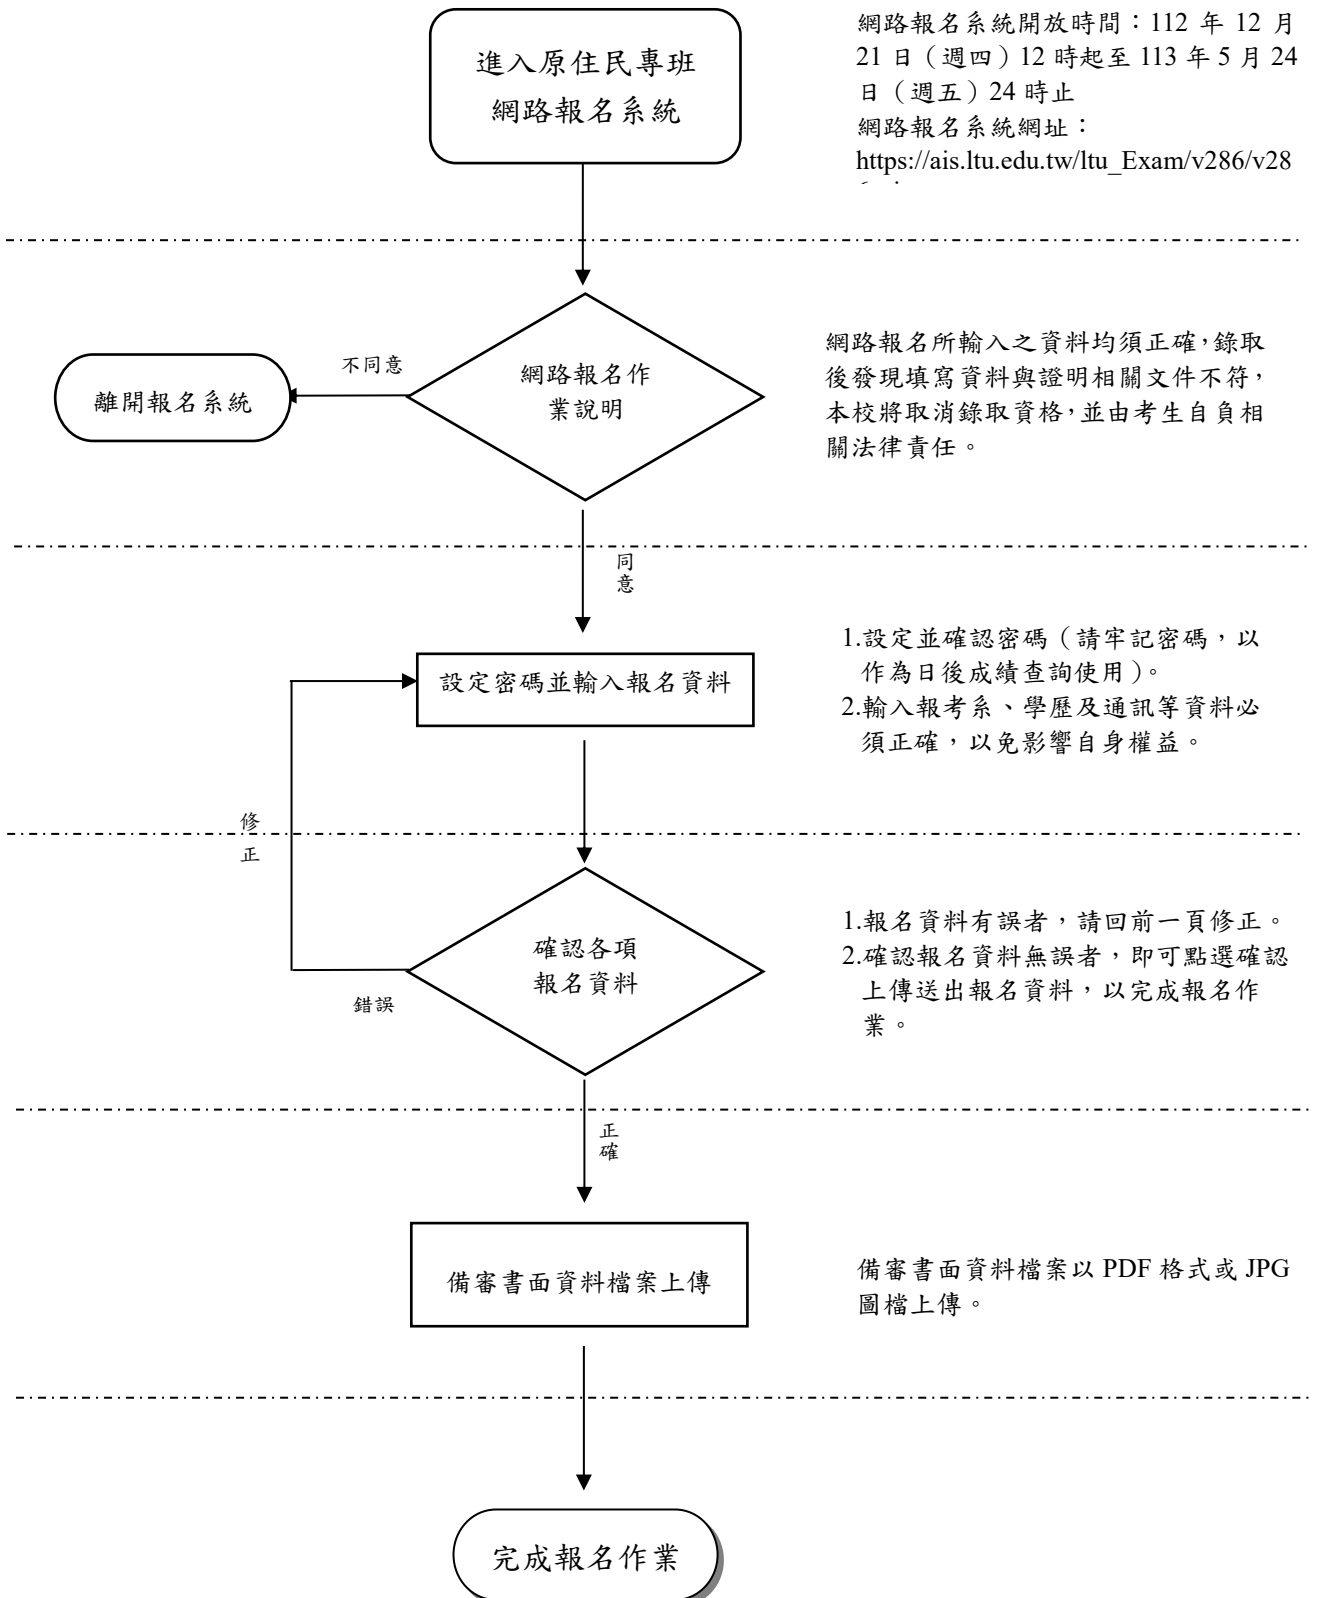 進入原住民專班
網路報名系統
網路報名系統開放時間：112 年 12 月
21 日（週四）12 時起至 113 年 5 月 24
日（週五）24 時止
網路報名系統網址：
https://ais.ltu.edu.tw/ltu_Exam/v286/v28
離開報名系統
不同意
網路報名作
業說明
網路報名所輸入之資料均須正確，錄取
後發現填寫資料與證明相關文件不符，
本校將取消錄取資格，並由考生自負相
關法律責任。
同
意
設定密碼並輸入報名資料
1.設定並確認密碼（請牢記密碼，以
作為日後成績查詢使用）。
2.輸入報考系、學歷及通訊等資料必
須正確，以免影響自身權益。
修
正
確認各項
報名資料
錯誤
1.報名資料有誤者，請回前一頁修正。
2.確認報名資料無誤者，即可點選確認
上傳送出報名資料，以完成報名作
業。
正
確
備審書面資料檔案上傳
備審書面資料檔案以 PDF 格式或 JPG
圖檔上傳。
完成報名作業